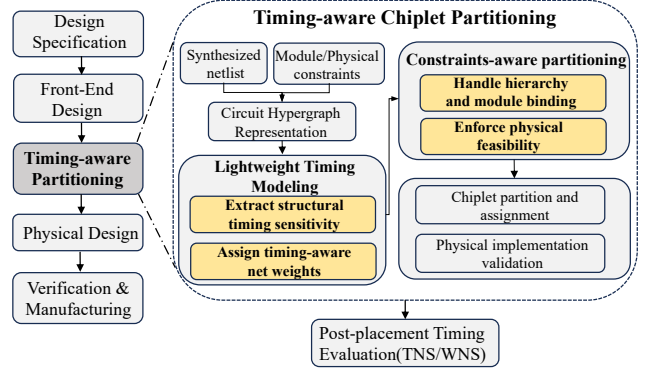 Design
Specification
Front-End
Design
Timing-aware
Partitioning
Physical Design
Verification &
Manufacturing
Timing-aware Chiplet Partitioning
Synthesized
netlist
Module/Physical
constraints
Circuit Hypergraph
Representation
Lightweight Timing
Modeling
Extract structural
timing sensitivity
Assign timing-aware
net weights
Constraints-aware partitioning
Handle hierarchy
and module binding
Enforce physical
feasibility
Chiplet partition and
assignment
Physical implementation
validation
Post-placement Timing
Evaluation(TNS/WNS)